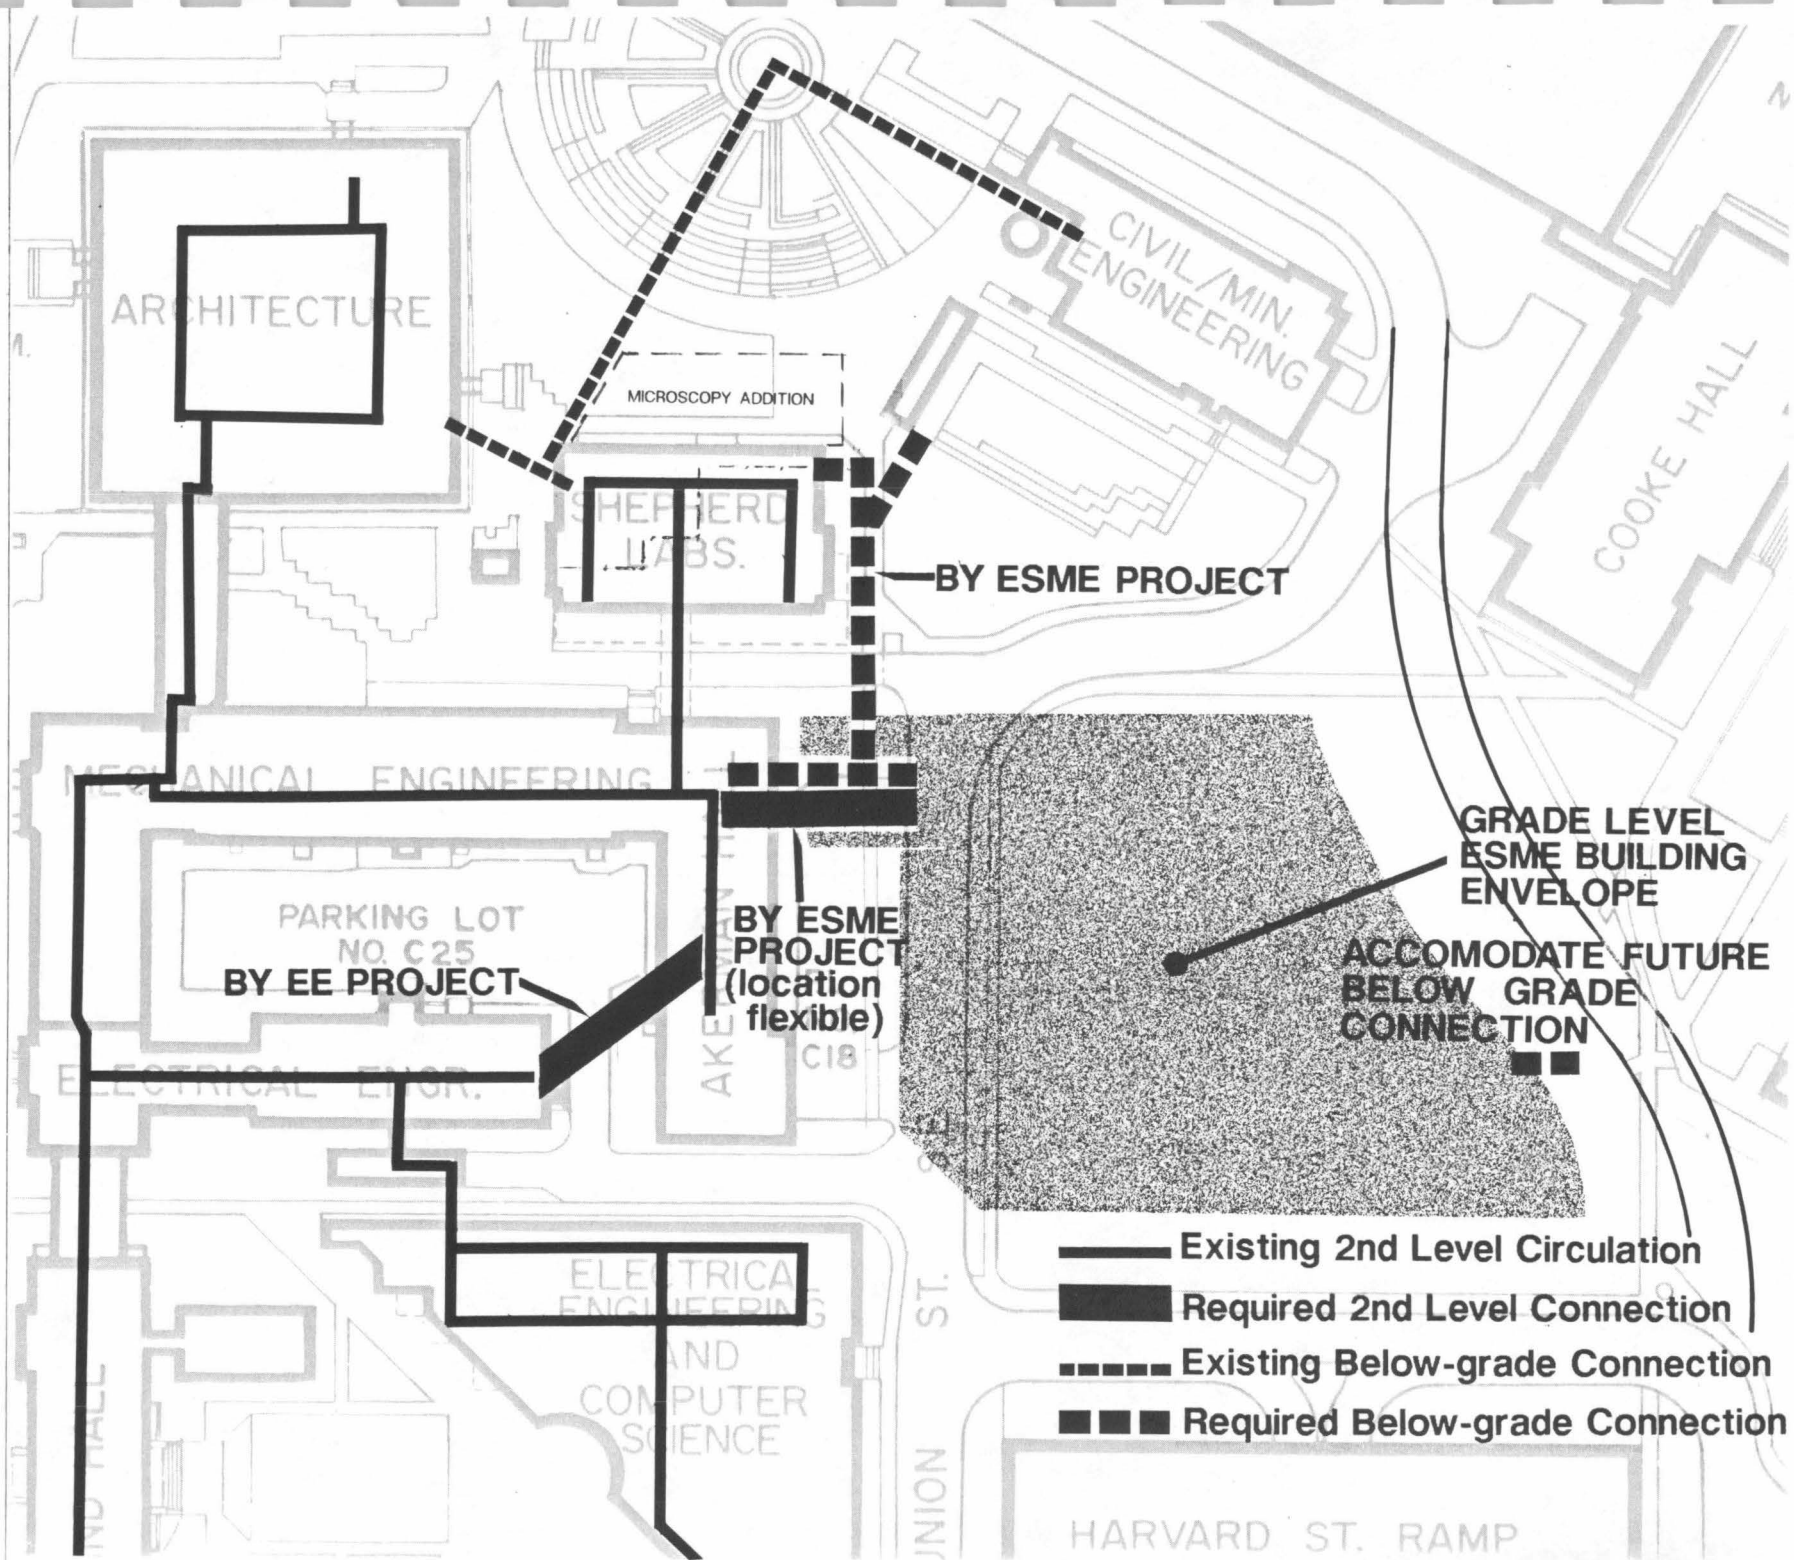 CIVIL/MIN.
ENGINEERING
ARCHITECTURE
MICROSCOPY ADDITION
COOKE HALL
SHEPHERD
LABS.
BY ESME PROJECT
MECHANICAL ENGINEERING
GRADE LEVEL
ESME BUILDING
ENVELOPE
PARKING LOT
NO. C25
BY ESME
PROJECT
(location
flexible)
AKERMAN
BY EE PROJECT
ACCOMODATE FUTURE
BELOW GRADE
CONNECTION
C18
ELECTRICAL ENGR.
S.E.
Existing 2nd Level Circulation
Required 2nd Level Connection
Existing Below-grade Connection
Required Below-grade Connection
ELECTRICAL
ENGINEERING
AND
COMPUTER
SCIENCE
ST.
UNION
ND HALL
HARVARD ST. RAMP